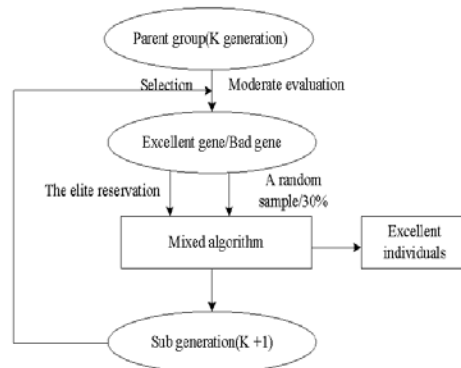 Parent group(K generation)
Selection
Moderate evaluation
Excellent gene/Bad gene
The elite reservation
A random
sample/30%
Mixed algorithm
Excellent
individuals
Sub generation(K +1)